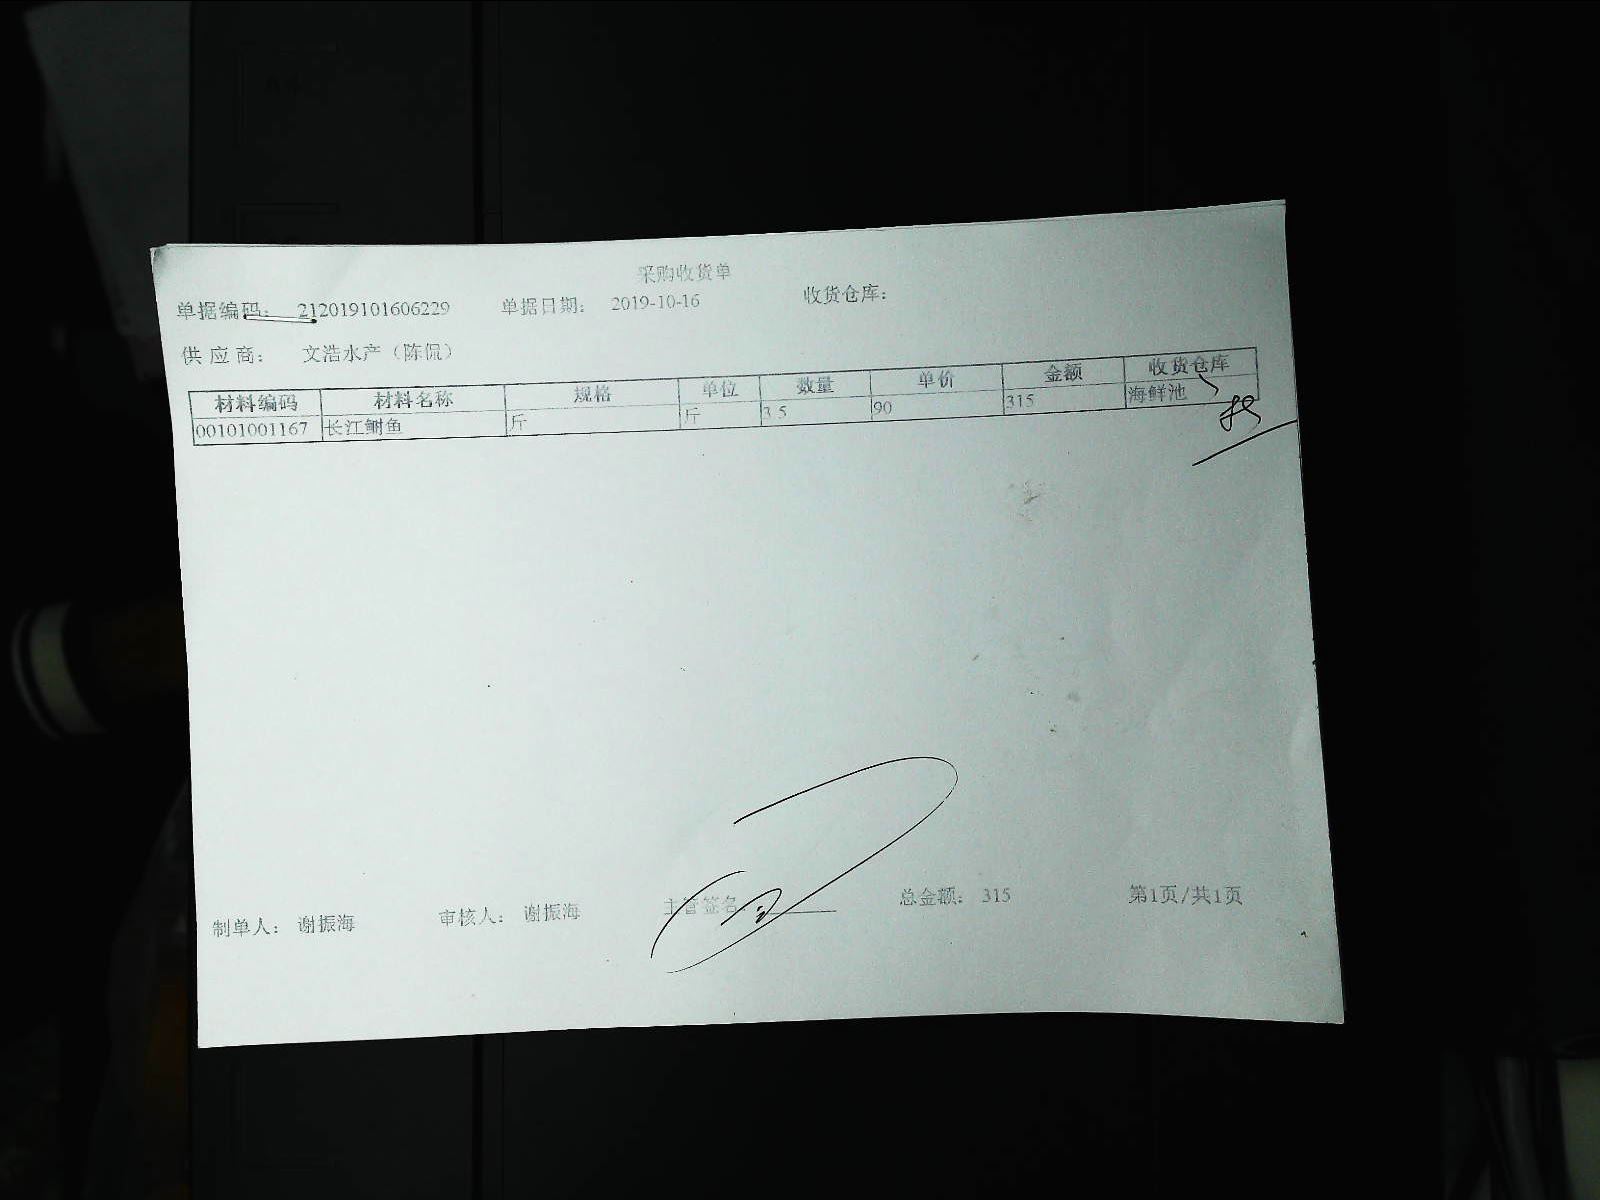 采购收货单
单据编码： 212019101606229 单据日期： 2019-10-16 收货仓库：
供 应 商： 文浩水产（陈侃）
材料编码 材料名称 规格 单位 数量 单价 金额 收货仓库
00101001167 长江鲥鱼 斤 斤 3.5 90 315 海鲜池
制单人： 谢振海 审核人： 谢振海 主管签名 总金额： 315 第1页/共1页